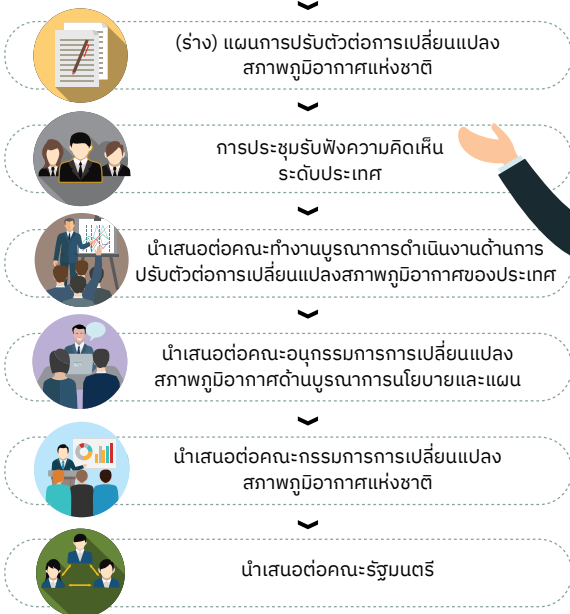 (ร่าง) แผนการปรับตัวต่อการเปลี่ยนแปลง
สภาพภูมิอากาศแห่งชาติ
การประชุมรับฟังความคิดเห็น
ระดับประเทศ
นำเสนอต่อคณะทำงานบูรณาการดำเนินงานด้านการ
ปรับตัวต่อการเปลี่ยนแปลงสภาพภูมิอากาศของประเทศ
นำเสนอต่อคณะอนุกรรมการการเปลี่ยนแปลง
สภาพภูมิอากาศด้านบูรณาการนโยบายและแผน
นำเสนอต่อคณะกรรมการการเปลี่ยนแปลง
สภาพภูมิอากาศแห่งชาติ
นำเสนอต่อคณะรัฐมนตรี